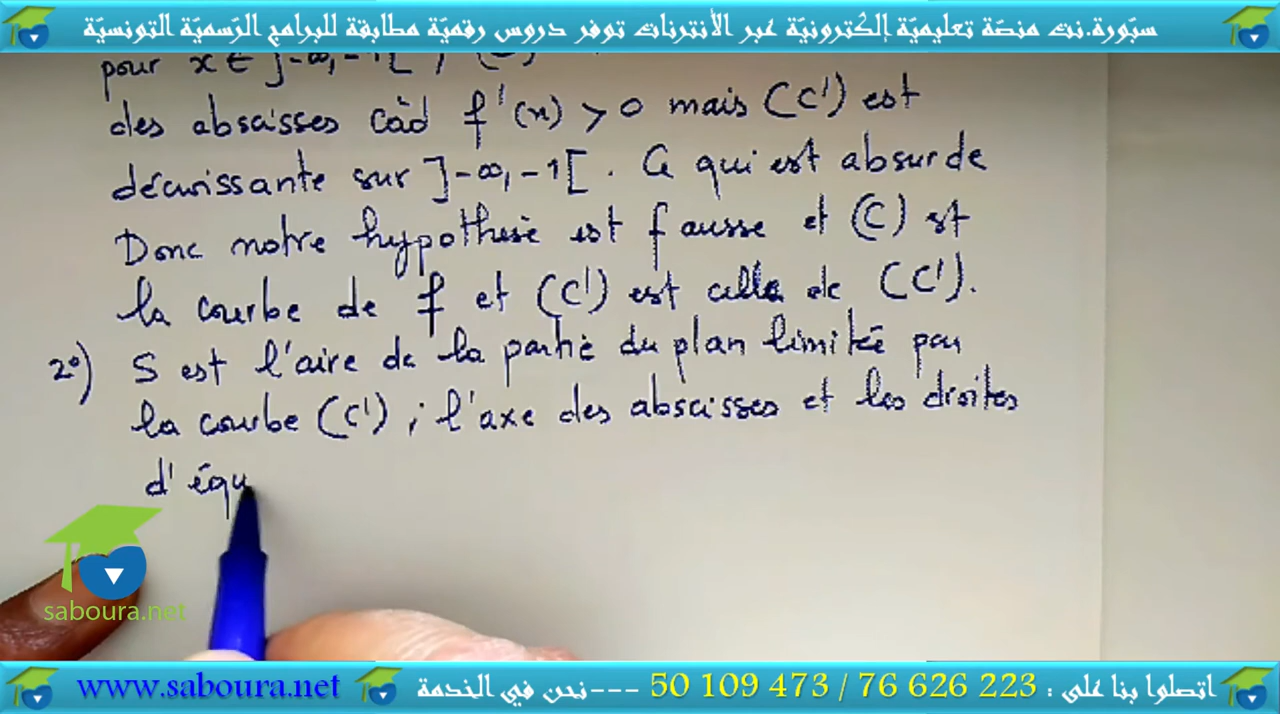 سبّورة.نت منصّة تعليميّة إلكترونيّة عبر الأنترنات توفر دروس رقميّة مطابقة للبرامج الرّسميّة التونسيّة
pour x ∈ ]-∞, -1[ , (C)
des abscisses càd f'(x) > 0 mais (C') est
décroissante sur ]-∞, -1[. Ce qui est absurde
Donc notre hypothèse est fausse et (C) est
la courbe de f et (C') est celle de (C').
2°) S est l'aire de la partie du plan limitée par
la courbe (C') ; l'axe des abscisses et les droites
d'équ
saboura.net
www.saboura.net اتصلوا بنا على : 50 109 473 / 76 626 223 ---نحن في الخدمة